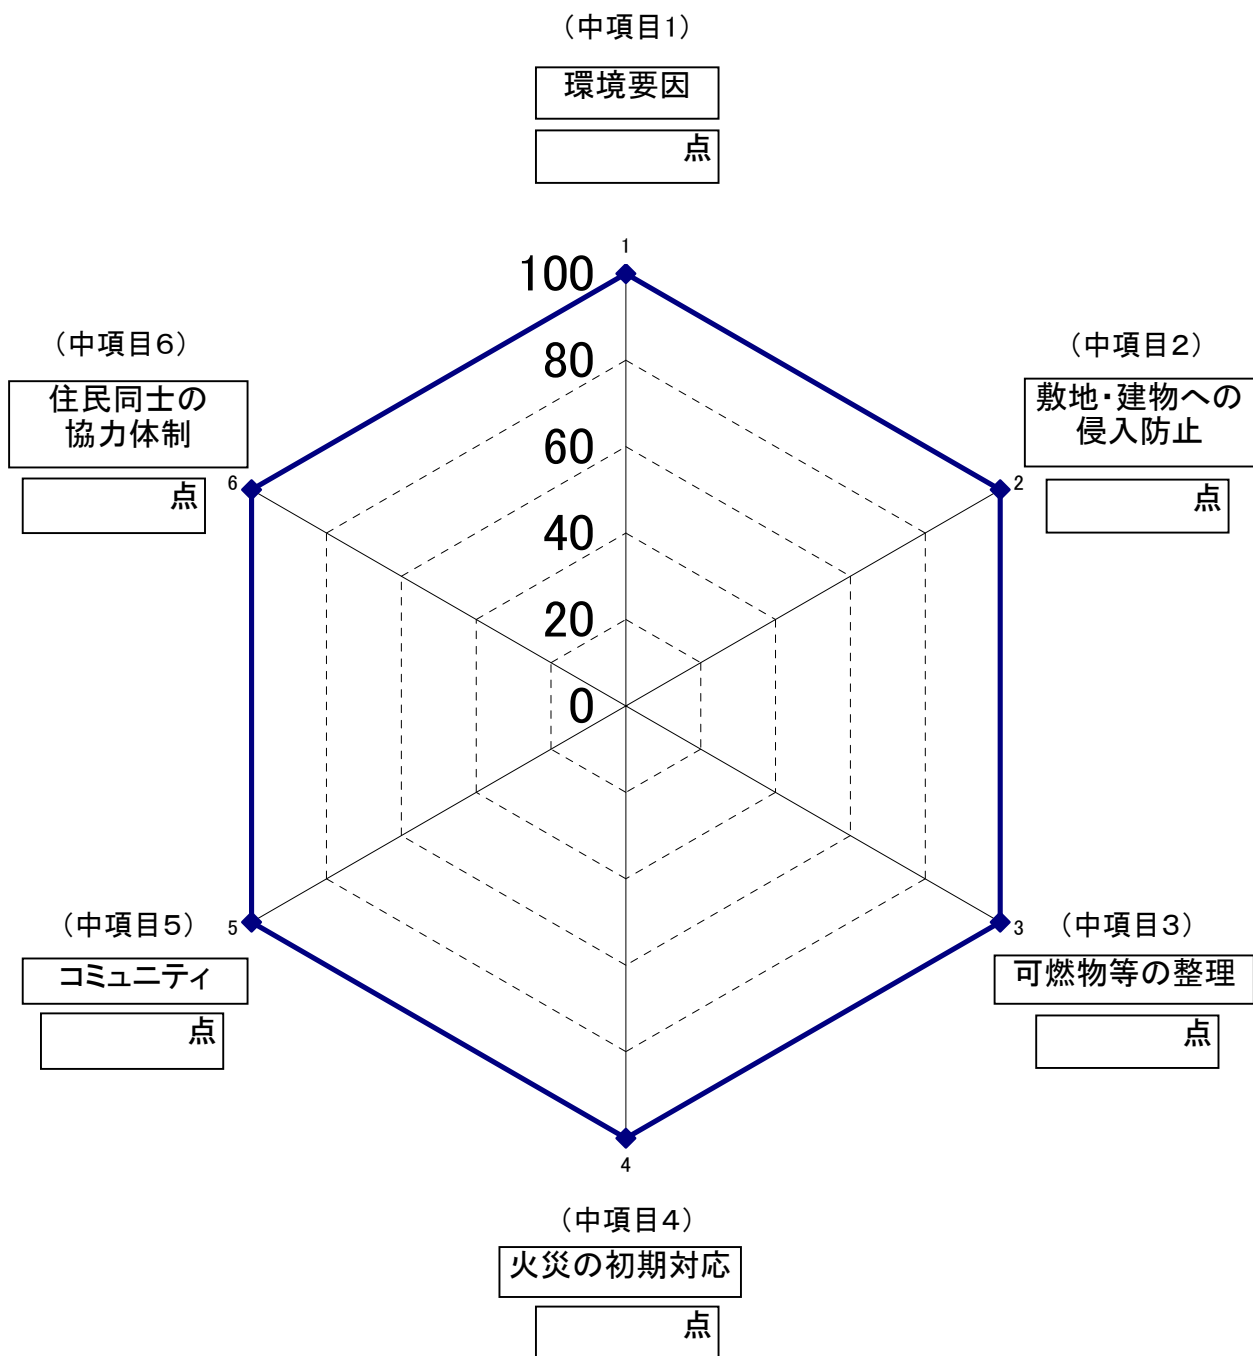 （中項目1）
環境要因
点
1
100
80
60
40
20
0
（中項目2）
敷地・建物への
侵入防止
点
2
（中項目3）
可燃物等の整理
点
3
4
（中項目4）
火災の初期対応
点
（中項目5）
コミュニティ
点
5
（中項目6）
住民同士の
協力体制
点
6